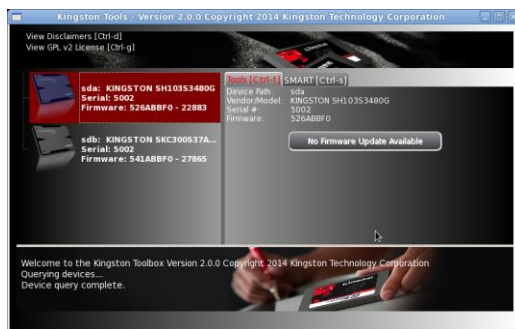 Kingston Tools - Version 2.0.0 Copyright 2014 Kingston Technology Corporation
View Disclaimers [Ctrl-d]
View GPL v2 License [Ctrl-g]
sda: KINGSTON SH103S3480G
Serial: 5002
Firmware: 526ABBF0 - 22883
sdb: KINGSTON SKC300S37A...
Serial: 5002
Firmware: 541ABBF0 - 27865
Tools [Ctrl-t] SMART [Ctrl-s]
Device Path: sda
Vendor/Model: KINGSTON SH103S3480G
Serial #: 5002
Firmware: 526ABBF0
No Firmware Update Available
Welcome to the Kingston Toolbox Version 2.0.0 Copyright 2014 Kingston Technology Corporation
Querying devices...
Device query complete.